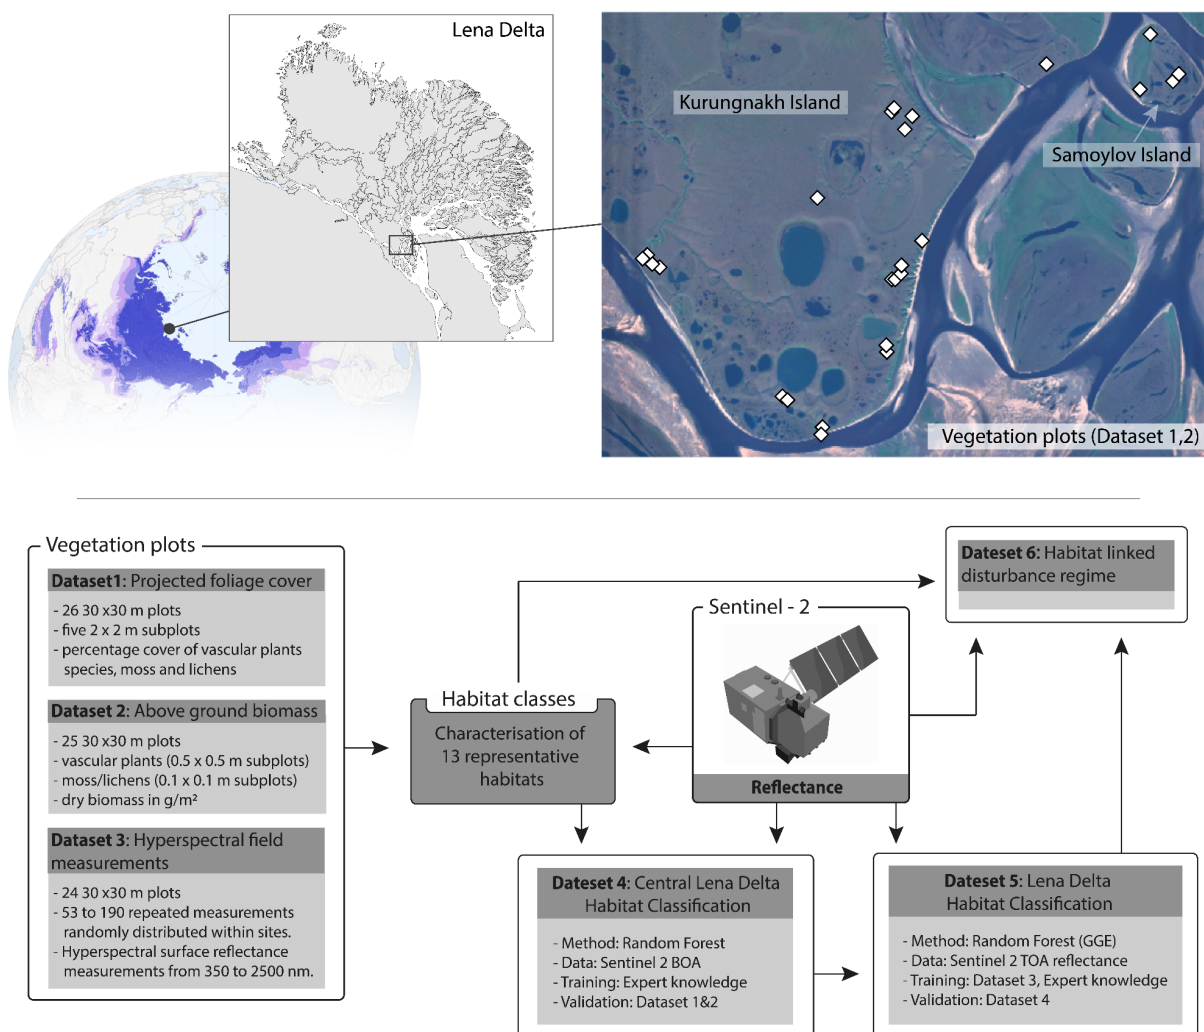 Lena Delta
Kurungnakh Island
Samoylov Island
Vegetation plots (Dataset 1,2)
Vegetation plots
Dataset1: Projected foliage cover
- 26 30 x30 m plots
- five 2 x 2 m subplots
- percentage cover of vascular plants
species, moss and lichens
Dataset 2: Above ground biomass
- 25 30 x30 m plots
- vascular plants (0.5 x 0.5 m subplots)
- moss/lichens (0.1 x 0.1 m subplots)
- dry biomass in g/m²
Dataset 3: Hyperspectral field
measurements
- 24 30 x30 m plots
- 53 to 190 repeated measurements
randomly distributed within sites.
- Hyperspectral surface reflectance
measurements from 350 to 2500 nm.
Habitat classes
Characterisation of
13 representative
habitats
Sentinel - 2
Reflectance
Dateset 6: Habitat linked
disturbance regime
Dateset 4: Central Lena Delta
Habitat Classification
- Method: Random Forest
- Data: Sentinel 2 BOA
- Training: Expert knowledge
- Validation: Dataset 1&2
Dateset 5: Lena Delta
Habitat Classification
- Method: Random Forest (GGE)
- Data: Sentinel 2 TOA reflectance
- Training: Dataset 3, Expert knowledge
- Validation: Dataset 4